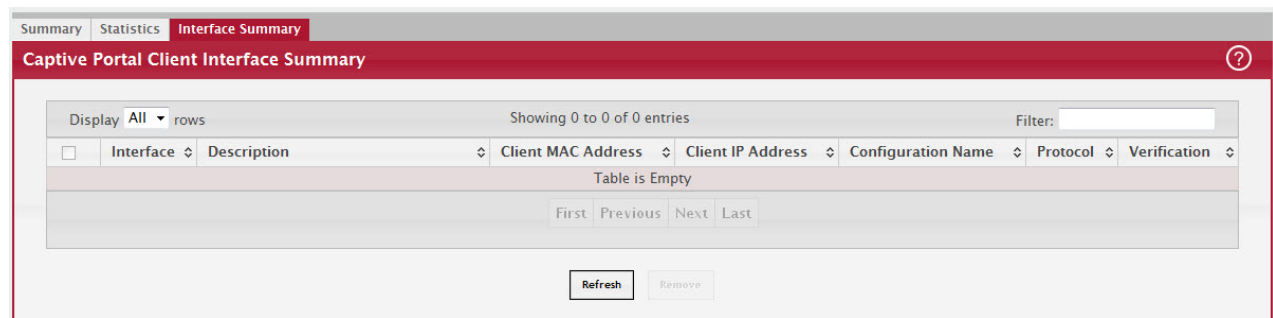 Summary Statistics Interface Summary
Captive Portal Client Interface Summary ?
Display All rows Showing 0 to 0 of 0 entries Filter:
Interface Description Client MAC Address Client IP Address Configuration Name Protocol Verification
Table is Empty
First Previous Next Last
Refresh Remove